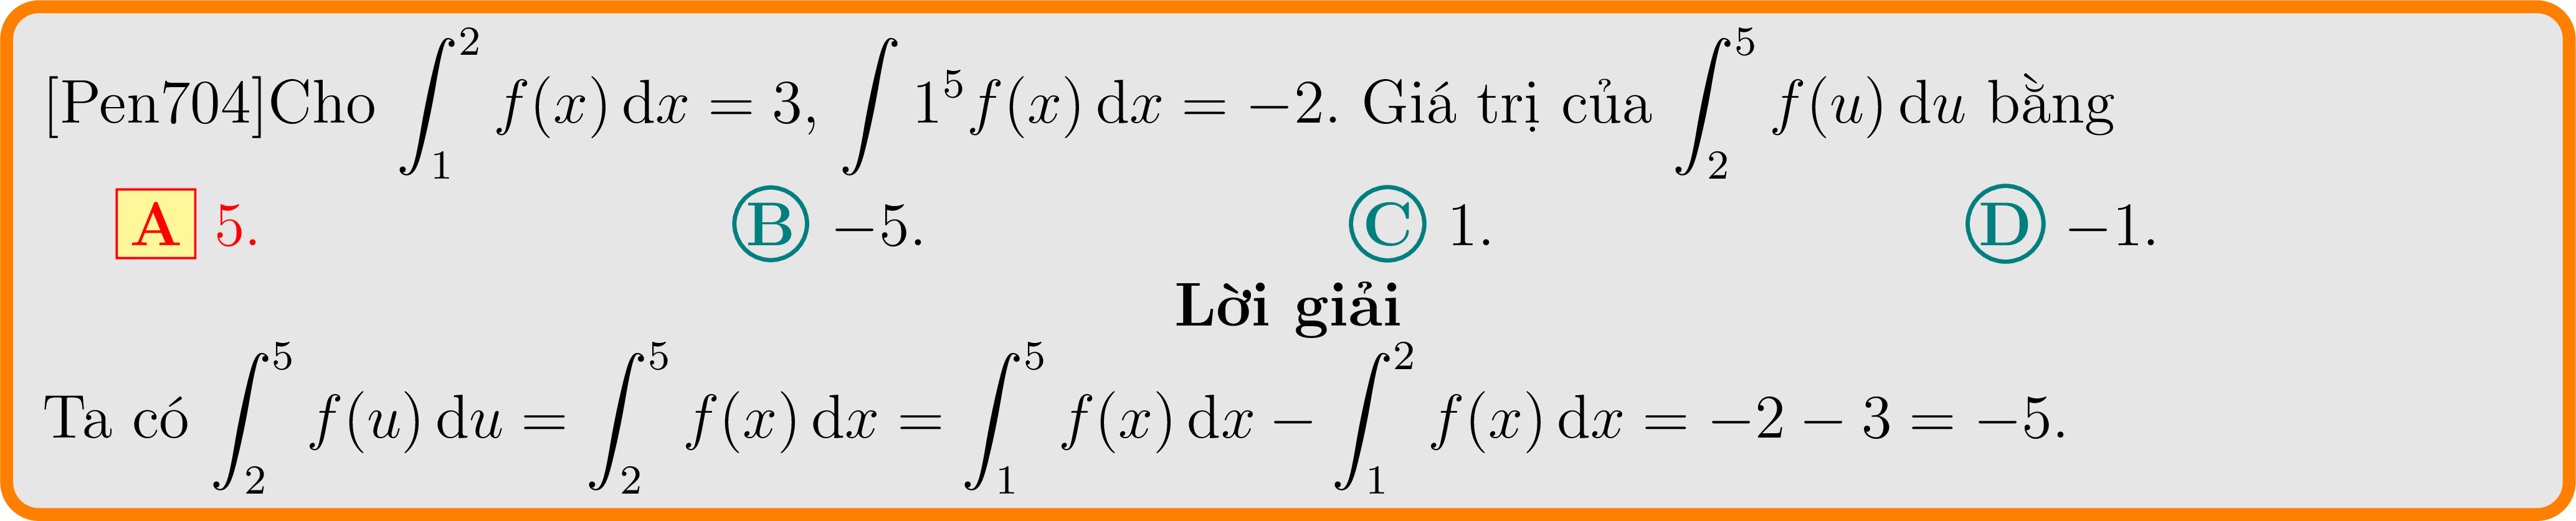 [Pen704]Cho $\int_1^2 f(x)\,\mathrm{d}x = 3$, $\int 1^5 f(x)\,\mathrm{d}x = -2$. Giá trị của $\int_2^5 f(u)\,\mathrm{d}u$ bằng
A 5. B −5. C 1. D −1.
Lời giải
Ta có $\int_2^5 f(u)\,\mathrm{d}u = \int_2^5 f(x)\,\mathrm{d}x = \int_1^5 f(x)\,\mathrm{d}x - \int_1^2 f(x)\,\mathrm{d}x = -2 - 3 = -5$.